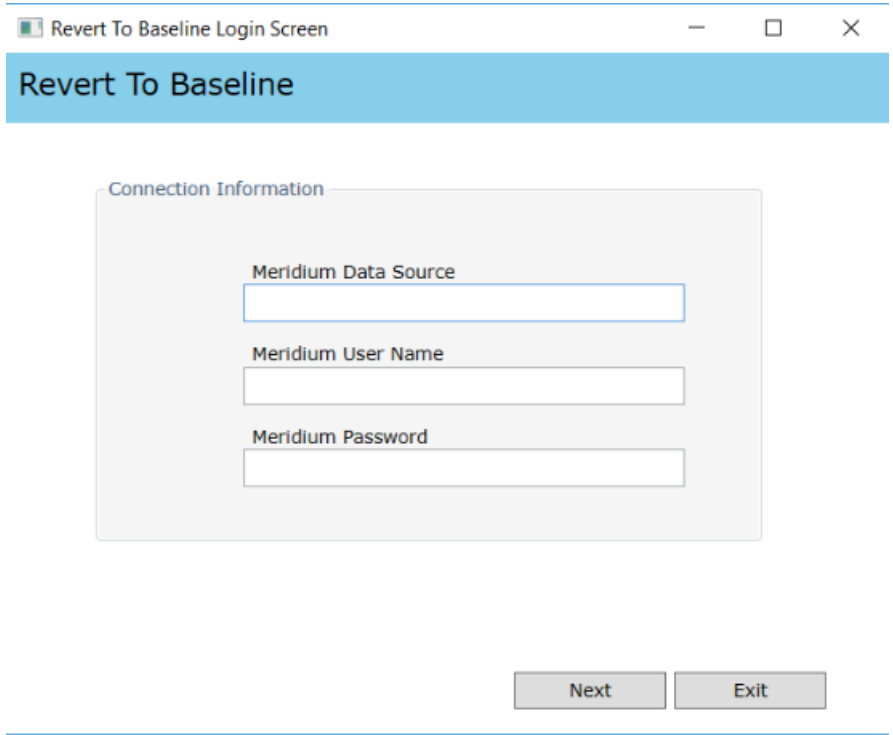 Revert To Baseline Login Screen
Revert To Baseline
Connection Information
Meridium Data Source
Meridium User Name
Meridium Password
Next Exit